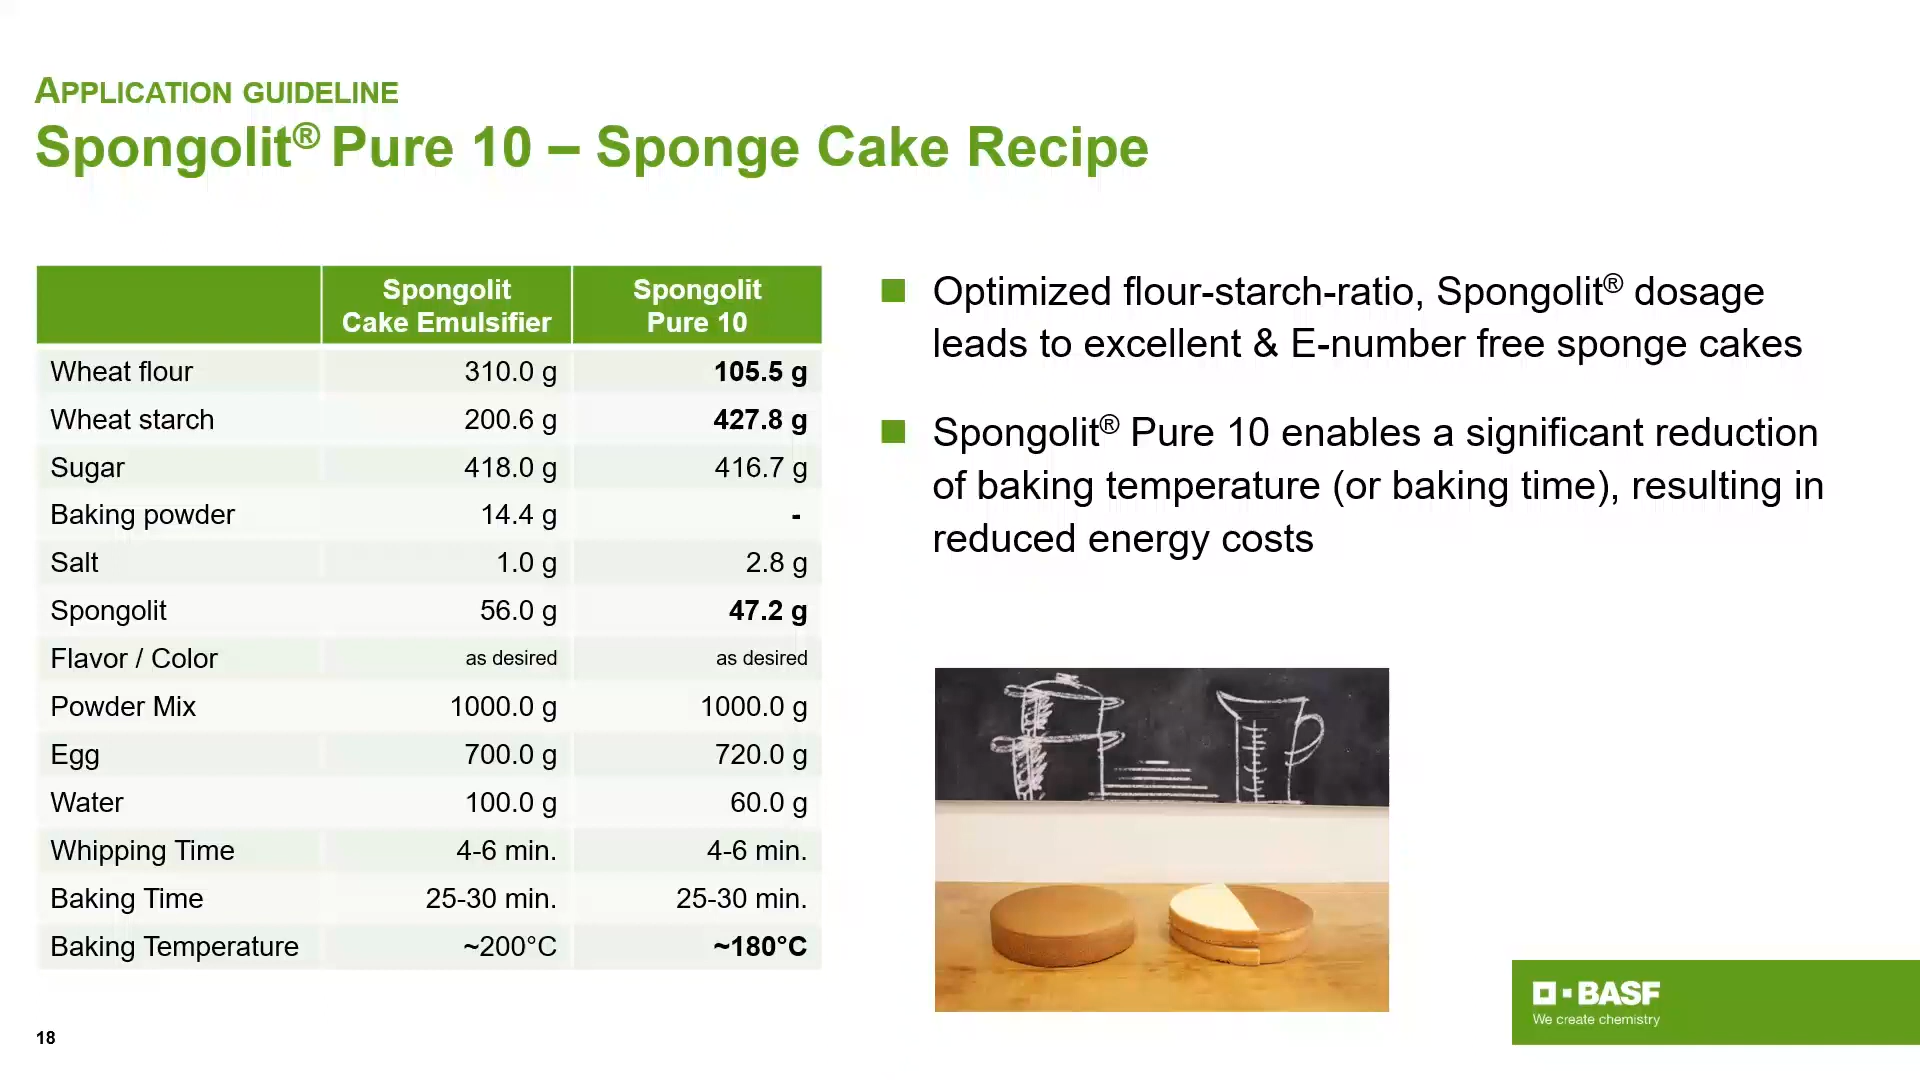 APPLICATION GUIDELINE
Spongolit® Pure 10 – Sponge Cake Recipe
Spongolit Cake Emulsifier Spongolit Pure 10
Wheat flour 310.0 g 105.5 g
Wheat starch 200.6 g 427.8 g
Sugar 418.0 g 416.7 g
Baking powder 14.4 g -
Salt 1.0 g 2.8 g
Spongolit 56.0 g 47.2 g
Flavor / Color as desired as desired
Powder Mix 1000.0 g 1000.0 g
Egg 700.0 g 720.0 g
Water 100.0 g 60.0 g
Whipping Time 4-6 min. 4-6 min.
Baking Time 25-30 min. 25-30 min.
Baking Temperature ~200°C ~180°C
Optimized flour-starch-ratio, Spongolit® dosage
leads to excellent & E-number free sponge cakes
Spongolit® Pure 10 enables a significant reduction
of baking temperature (or baking time), resulting in
reduced energy costs
BASF
We create chemistry
18